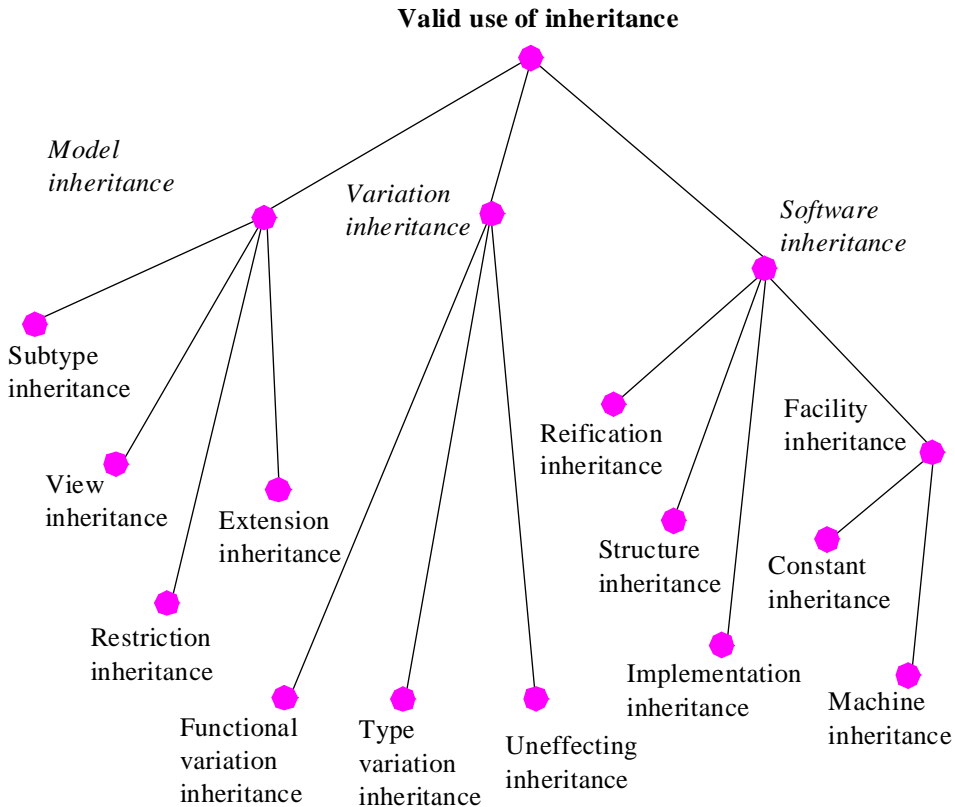 Valid use of inheritance
Model
inheritance
Variation
inheritance
Software
inheritance
Subtype
inheritance
View
inheritance
Extension
inheritance
Restriction
inheritance
Functional
variation
inheritance
Type
variation
inheritance
Uneffecting
inheritance
Reification
inheritance
Structure
inheritance
Implementation
inheritance
Facility
inheritance
Constant
inheritance
Machine
inheritance